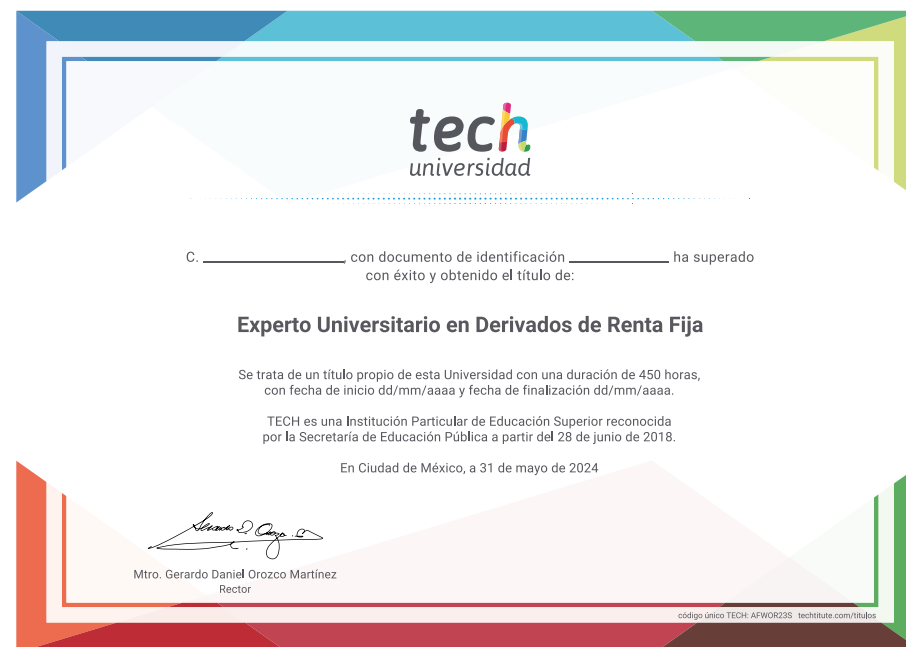 tech
universidad
C. ____________, con documento de identificación ____________ ha superado
con éxito y obtenido el título de:
Experto Universitario en Derivados de Renta Fija
Se trata de un título propio de esta Universidad con una duración de 450 horas,
con fecha de inicio dd/mm/aaaa y fecha de finalización dd/mm/aaaa.
TECH es una Institución Particular de Educación Superior reconocida
por la Secretaría de Educación Pública a partir del 28 de junio de 2018.
En Ciudad de México, a 31 de mayo de 2024
Mtro. Gerardo Daniel Orozco Martínez
Rector
código único TECH: AFWOR23S techtitute.com/titulos